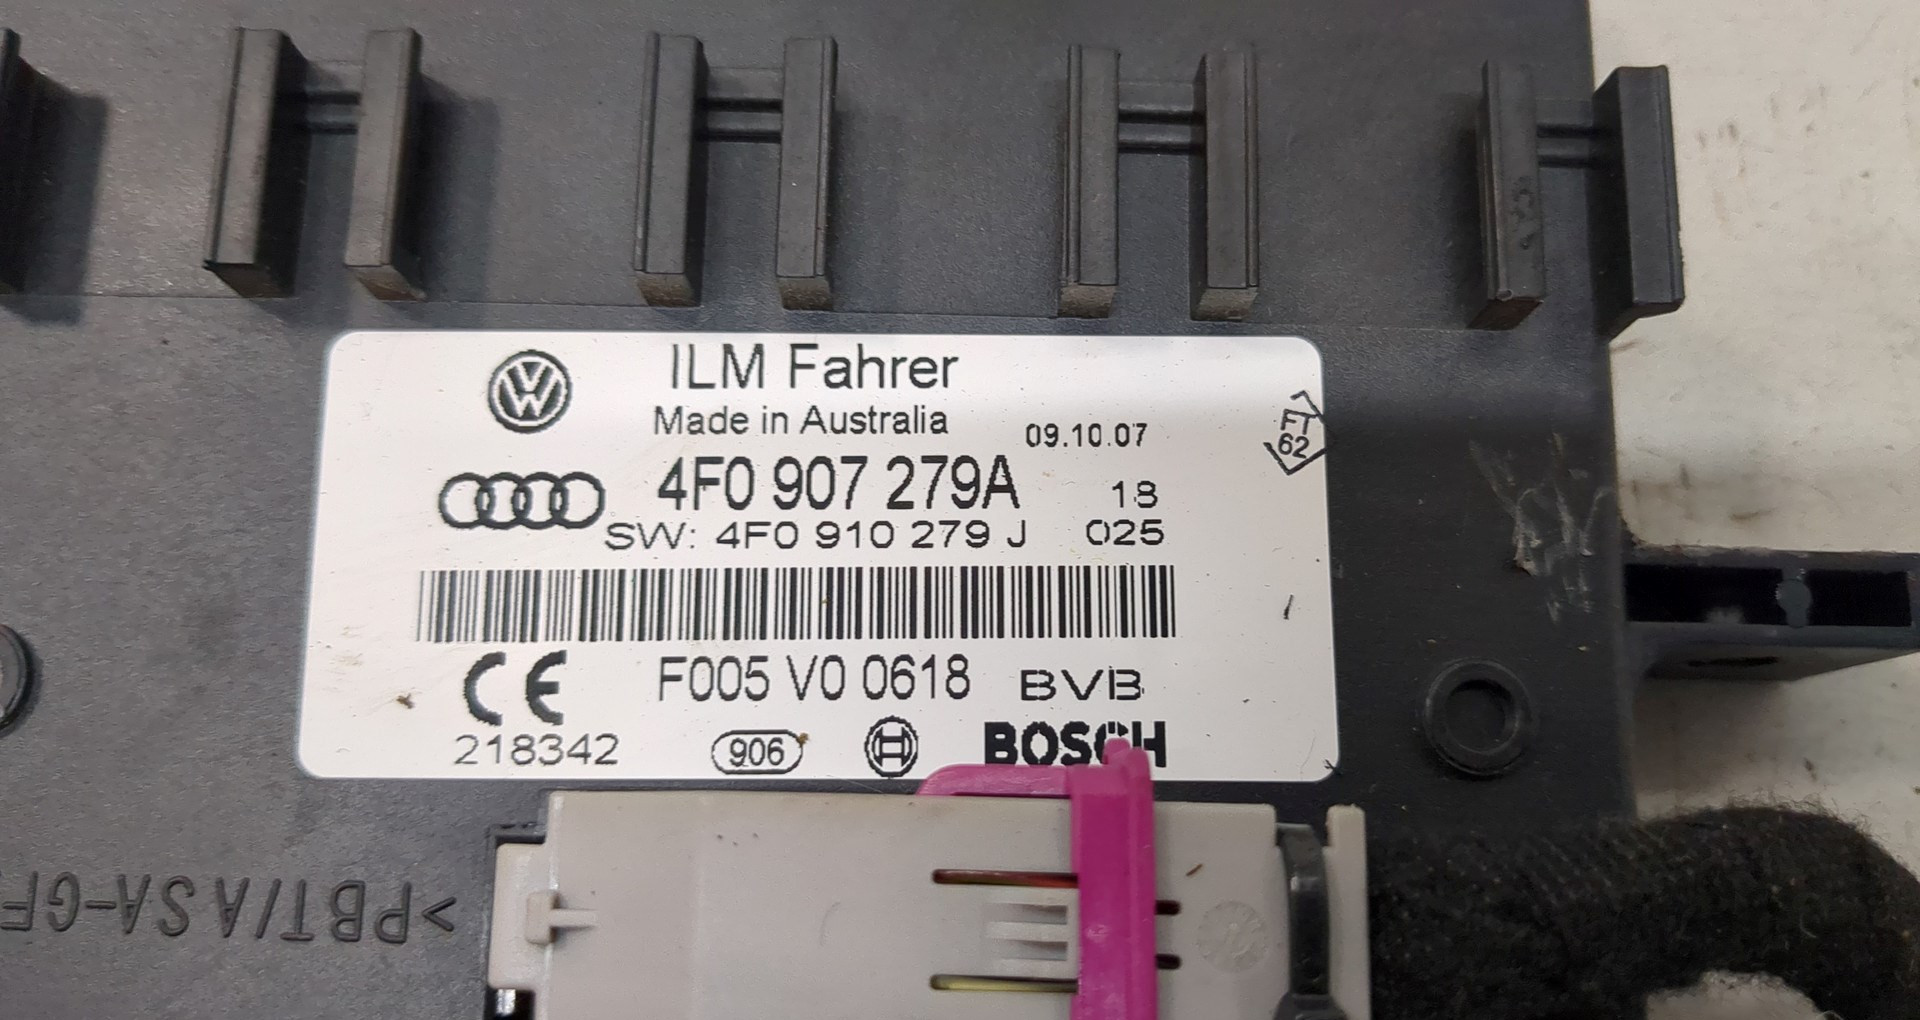 ILM Fahrer
Made in Australia
09.10.07
FT
62
4F0 907 279A 18
SW: 4F0 910 279 J 025
CE F005 V0 0618 BVB
218342 906 BOSCH
>PBT/ASA-GF